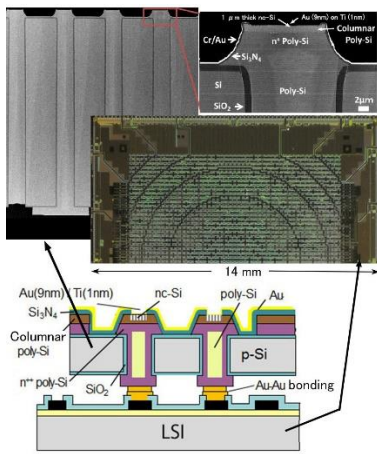 1 μm thick nc-Si
Au (9nm) on Ti (1nm)
Cr/Au
n⁺ Poly-Si
Columnar
Poly-Si
Si₃N₄
Si
Poly-Si
SiO₂
2μm
14 mm
Au(9nm) / Ti(1nm)
nc-Si
poly-Si
Au
Si₃N₄
Columnar
poly-Si
p-Si
n⁺⁺ poly-Si
SiO₂
Au-Au bonding
LSI